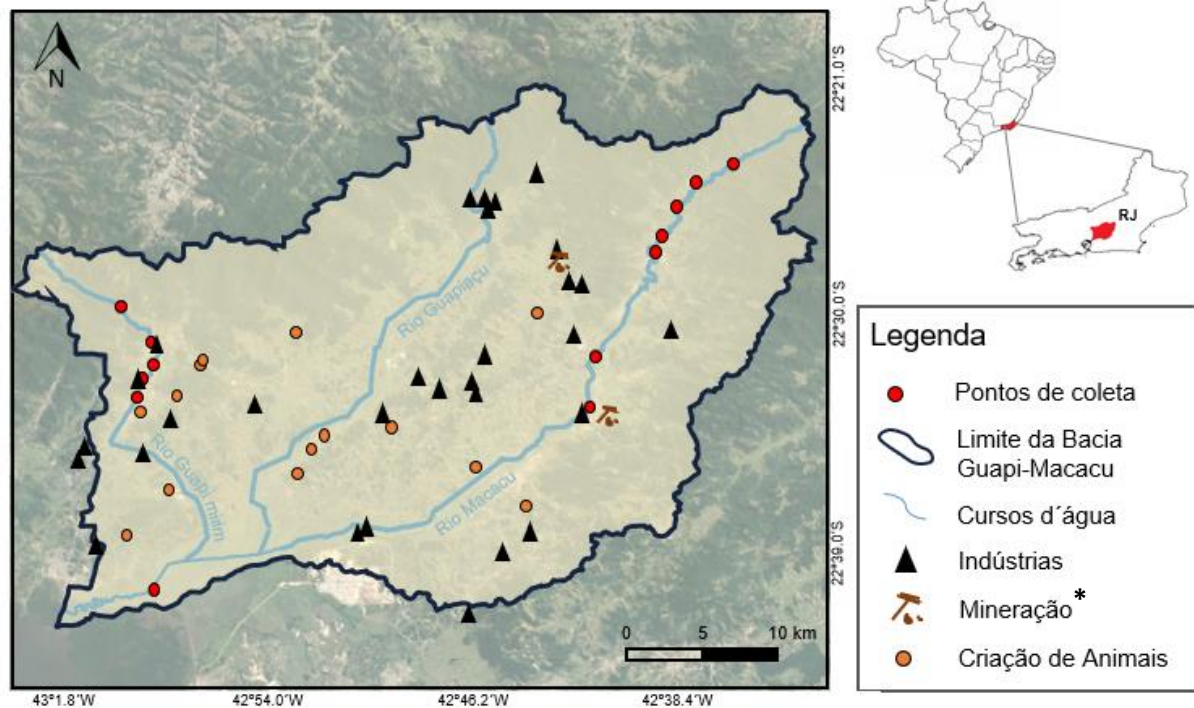 N
Rio Guapiaçu
Rio Guapi mirim
Rio Macacu
0 5 10 km
22°21.0'S
22°30.0'S
22°39.0'S
43°1.8'W 42°54.0'W 42°46.2'W 42°38.4'W
RJ
Legenda
Pontos de coleta
Limite da Bacia
Guapi-Macacu
Cursos d´água
Indústrias
Mineração*
Criação de Animais